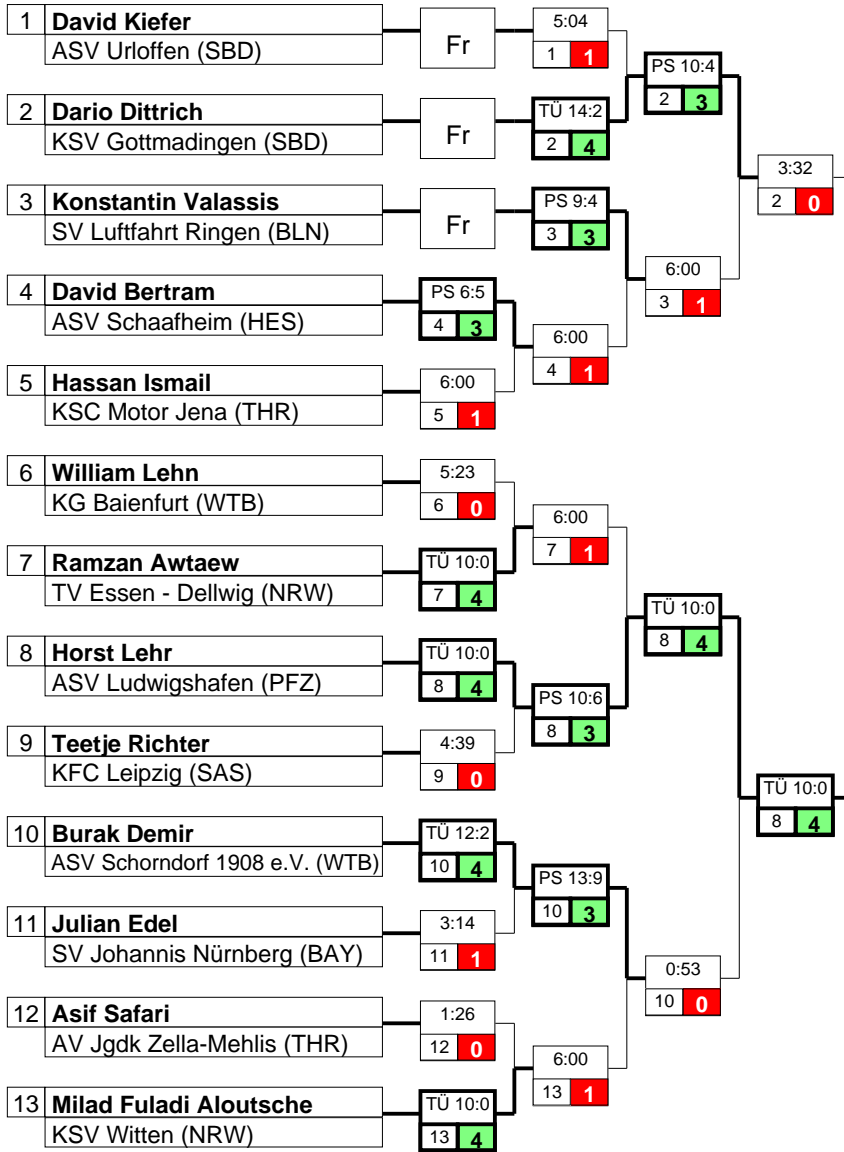 1 David Kiefer
ASV Urloffen (SBD)
Fr
5:04
1 1
PS 10:4
2 3
2 Dario Dittrich
KSV Gottmadingen (SBD)
Fr
TÜ 14:2
2 4
3:32
2 0
3 Konstantin Valassis
SV Luftfahrt Ringen (BLN)
Fr
PS 9:4
3 3
6:00
3 1
4 David Bertram
ASV Schaafheim (HES)
PS 6:5
4 3
6:00
4 1
5 Hassan Ismail
KSC Motor Jena (THR)
6:00
5 1
6 William Lehn
KG Baienfurt (WTB)
5:23
6 0
6:00
7 1
7 Ramzan Awtaew
TV Essen - Dellwig (NRW)
TÜ 10:0
7 4
TÜ 10:0
8 4
8 Horst Lehr
ASV Ludwigshafen (PFZ)
TÜ 10:0
8 4
PS 10:6
8 3
9 Teetje Richter
KFC Leipzig (SAS)
4:39
9 0
TÜ 10:0
8 4
10 Burak Demir
ASV Schorndorf 1908 e.V. (WTB)
TÜ 12:2
10 4
PS 13:9
10 3
11 Julian Edel
SV Johannis Nürnberg (BAY)
3:14
11 1
0:53
10 0
12 Asif Safari
AV Jgdk Zella-Mehlis (THR)
1:26
12 0
6:00
13 1
13 Milad Fuladi Aloutsche
KSV Witten (NRW)
TÜ 10:0
13 4